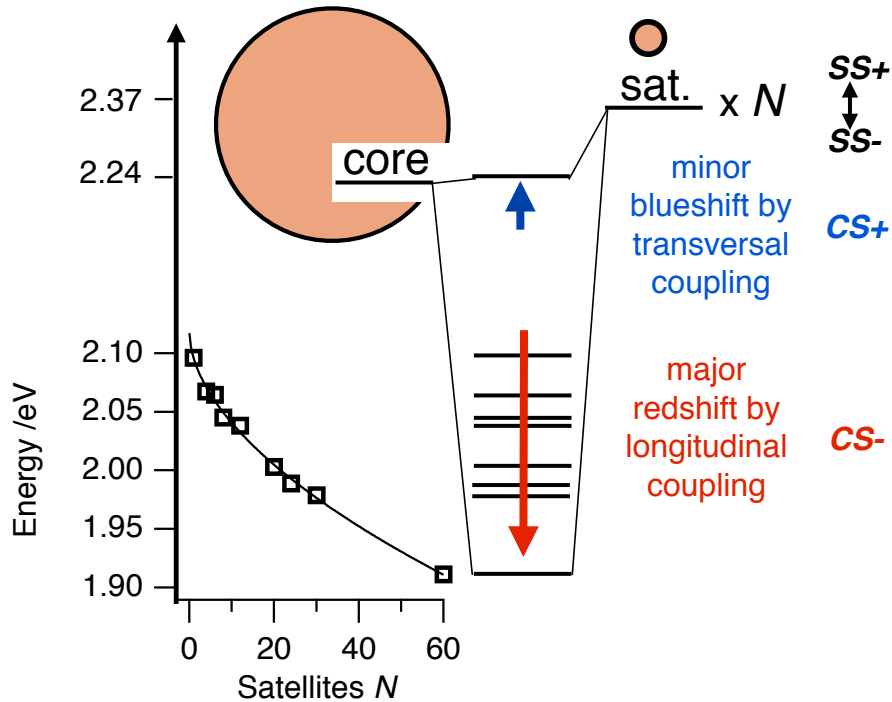 2.37
2.24
2.10
2.05
2.00
1.95
1.90
Energy /eV
0
20
40
60
Satellites N
core
sat.
x N
SS+
SS-
minor
blueshift by
transversal
coupling
CS+
major
redshift by
longitudinal
coupling
CS-